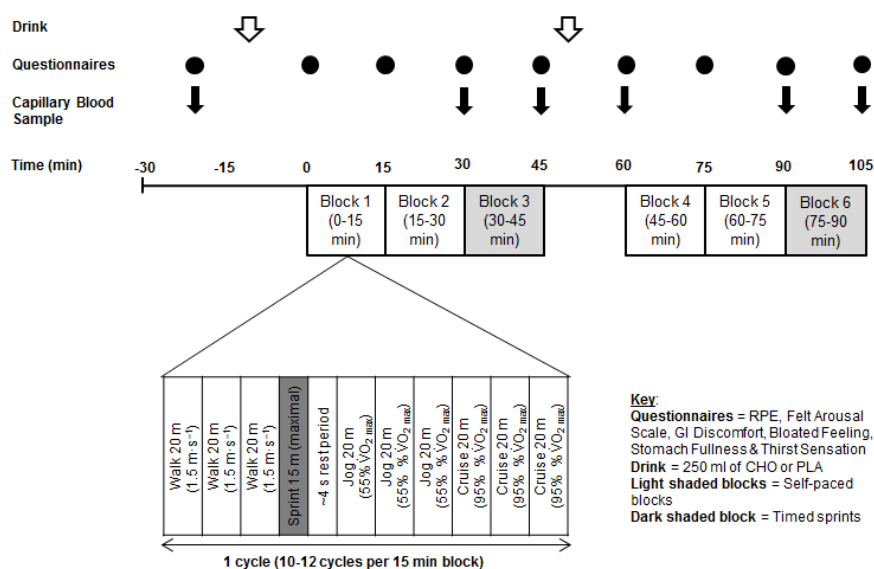 Drink
Questionnaires
Capillary Blood
Sample
Time (min)
-30
-15
0
15
30
45
60
75
90
105
Block 1
(0-15
min)
Block 2
(15-30
min)
Block 3
(30-45
min)
Block 4
(45-60
min)
Block 5
(60-75
min)
Block 6
(75-90
min)
Walk 20 m
(1.5 m·s⁻¹)
Walk 20 m
(1.5 m·s⁻¹)
Walk 20 m
(1.5 m·s⁻¹)
Sprint 15 m (maximal)
~4 s rest period
Jog 20 m
(55% V̇O2 max)
Jog 20 m
(55% % V̇O2 max)
Jog 20 m
(55% % V̇O2 max)
Cruise 20 m
(95% % V̇O2 max)
Cruise 20 m
(95% % V̇O2 max)
Cruise 20 m
(95% % V̇O2 max)
1 cycle (10-12 cycles per 15 min block)
Key:
Questionnaires = RPE, Felt Arousal
Scale, GI Discomfort, Bloated Feeling,
Stomach Fullness & Thirst Sensation
Drink = 250 ml of CHO or PLA
Light shaded blocks = Self-paced
blocks
Dark shaded block = Timed sprints